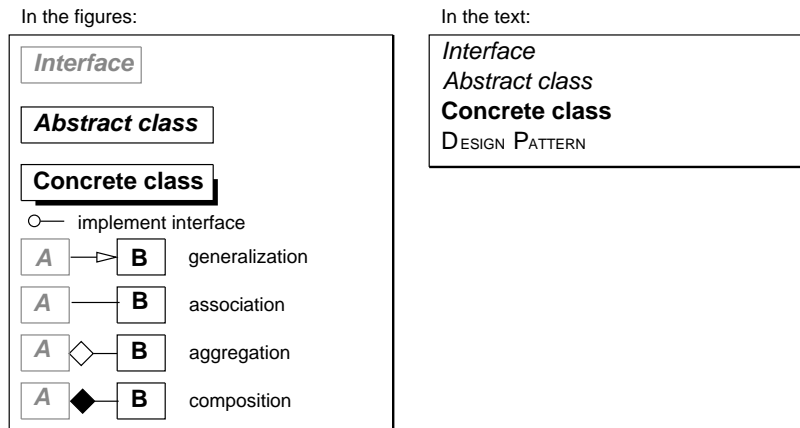 In the figures:
Interface
Abstract class
Concrete class
implement interface
A B generalization
A B association
A B aggregation
A B composition
In the text:
Interface
Abstract class
Concrete class
DESIGN PATTERN